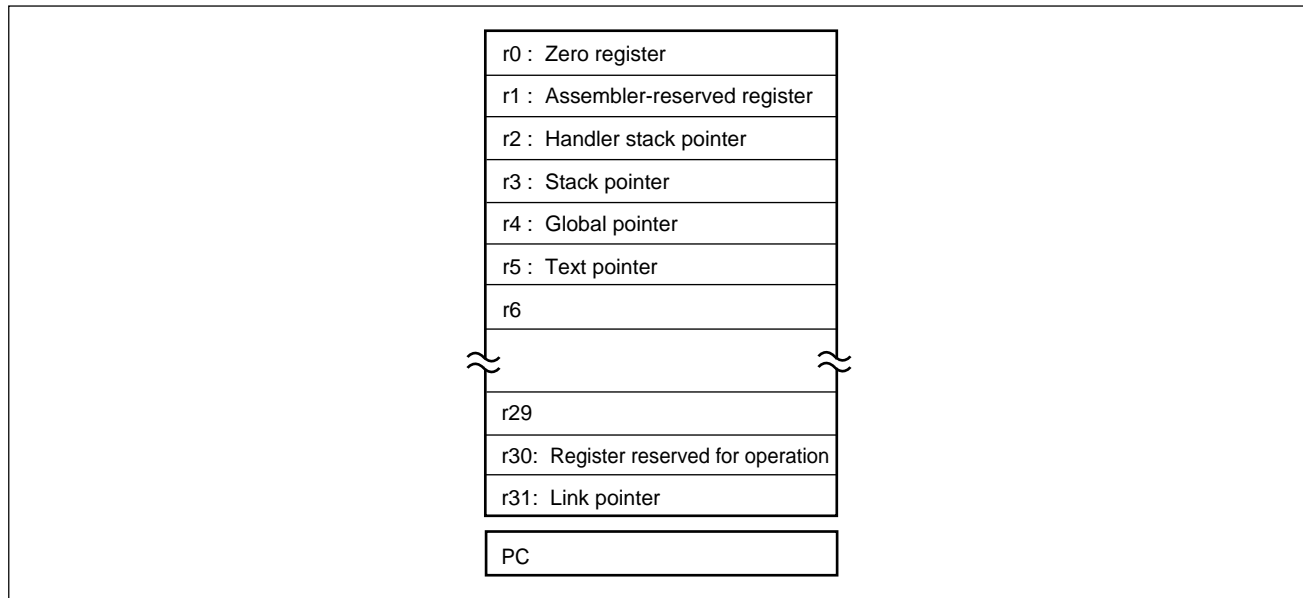 r0 : Zero register
r1 : Assembler-reserved register
r2 : Handler stack pointer
r3 : Stack pointer
r4 : Global pointer
r5 : Text pointer
r6
r29
r30: Register reserved for operation
r31: Link pointer
PC